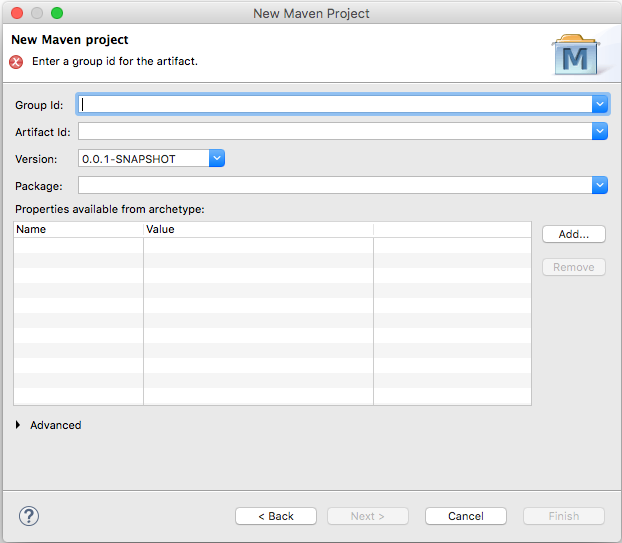 New Maven Project
New Maven project
Enter a group id for the artifact.
M
Group Id:
Artifact Id:
Version: 0.0.1-SNAPSHOT
Package:
Properties available from archetype:
Name Value
Add...
Remove
Advanced
? < Back Next > Cancel Finish